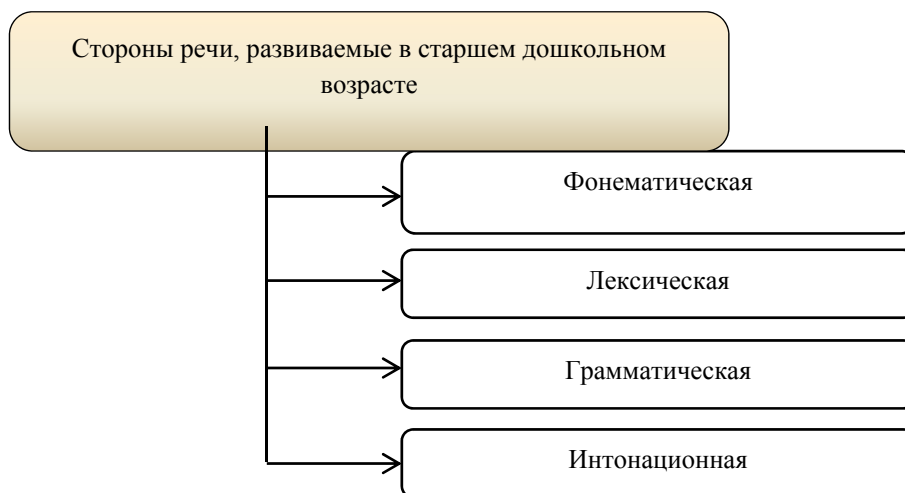 Стороны речи, развиваемые в старшем дошкольном
возрасте
Фонематическая
Лексическая
Грамматическая
Интонационная